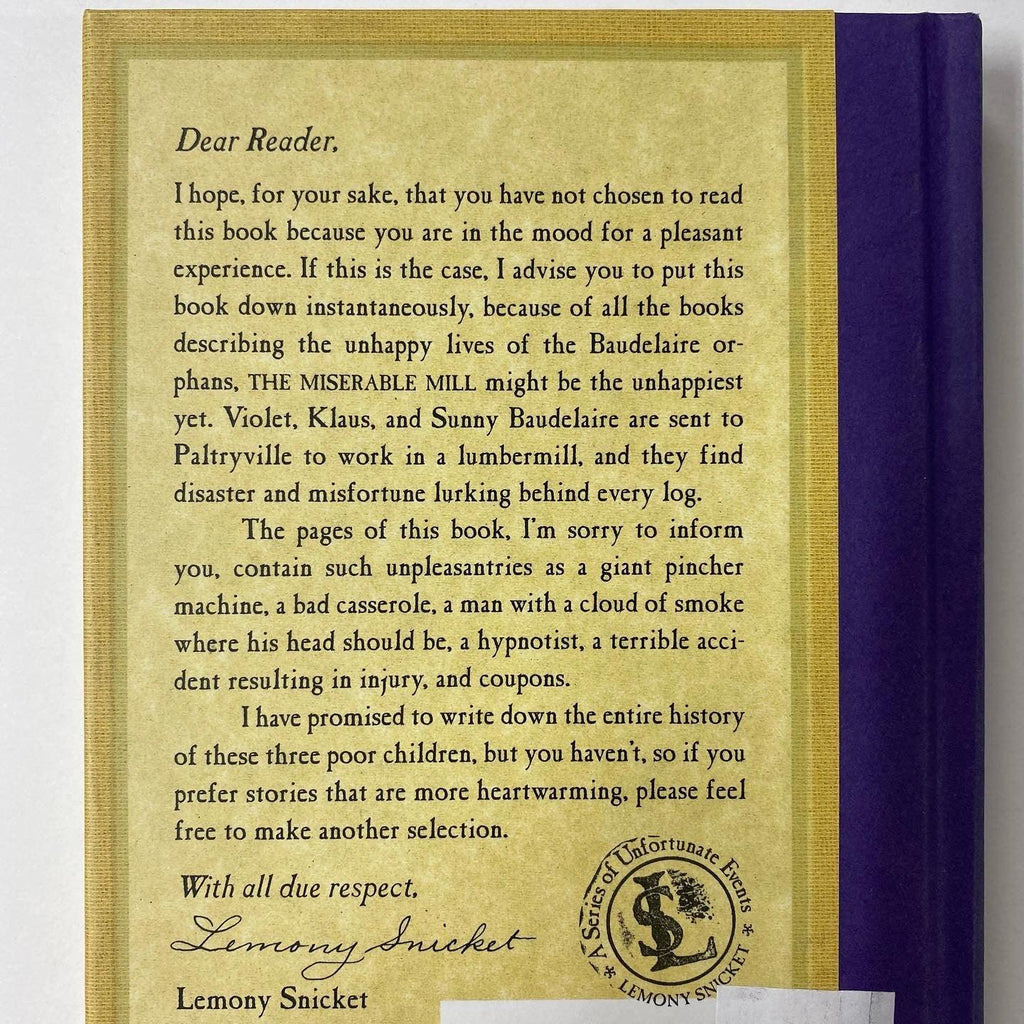 Dear Reader,
I hope, for your sake, that you have not chosen to read
this book because you are in the mood for a pleasant
experience. If this is the case, I advise you to put this
book down instantaneously, because of all the books
describing the unhappy lives of the Baudelaire or-
phans, THE MISERABLE MILL might be the unhappiest
yet. Violet, Klaus, and Sunny Baudelaire are sent to
Paltryville to work in a lumbermill, and they find
disaster and misfortune lurking behind every log.
The pages of this book, I'm sorry to inform
you, contain such unpleasantries as a giant pincher
machine, a bad casserole, a man with a cloud of smoke
where his head should be, a hypnotist, a terrible acci-
dent resulting in injury, and coupons.
I have promised to write down the entire history
of these three poor children, but you haven't, so if you
prefer stories that are more heartwarming, please feel
free to make another selection.
With all due respect,
Lemony Snicket
Lemony Snicket
* A Series of Unfortunate Events *
LS
LEMONY SNICKET